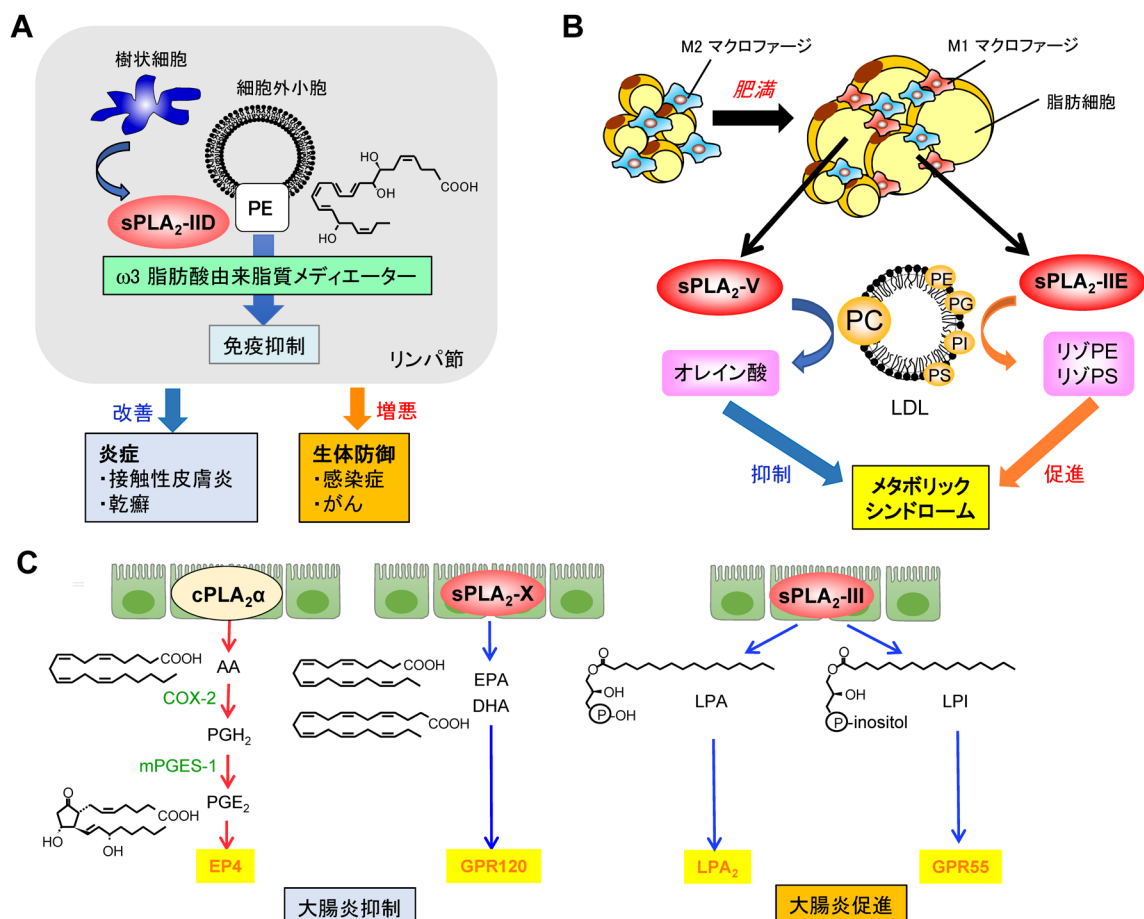 A
樹状細胞
細胞外小胞
HO
OH
COOH
HO
PE
sPLA₂-IID
ω3 脂肪酸由来脂質メディエーター
免疫抑制
リンパ節
改善
増悪
炎症
・接触性皮膚炎
・乾癬
生体防御
・感染症
・がん
B
M2 マクロファージ
M1 マクロファージ
肥満
脂肪細胞
sPLA₂-V
sPLA₂-IIE
PE
PG
PC
PI
PS
オレイン酸
リゾPE
リゾPS
LDL
抑制
促進
メタボリック
シンドローム
C
cPLA₂α
COOH
AA
COX-2
PGH₂
mPGES-1
PGE₂
O
COOH
HO
OH
EP4
sPLA₂-X
COOH
EPA
COOH
DHA
GPR120
大腸炎抑制
sPLA₂-III
O
O
OH
P-OH
LPA
LPA₂
O
O
OH
P-inositol
LPI
GPR55
大腸炎促進